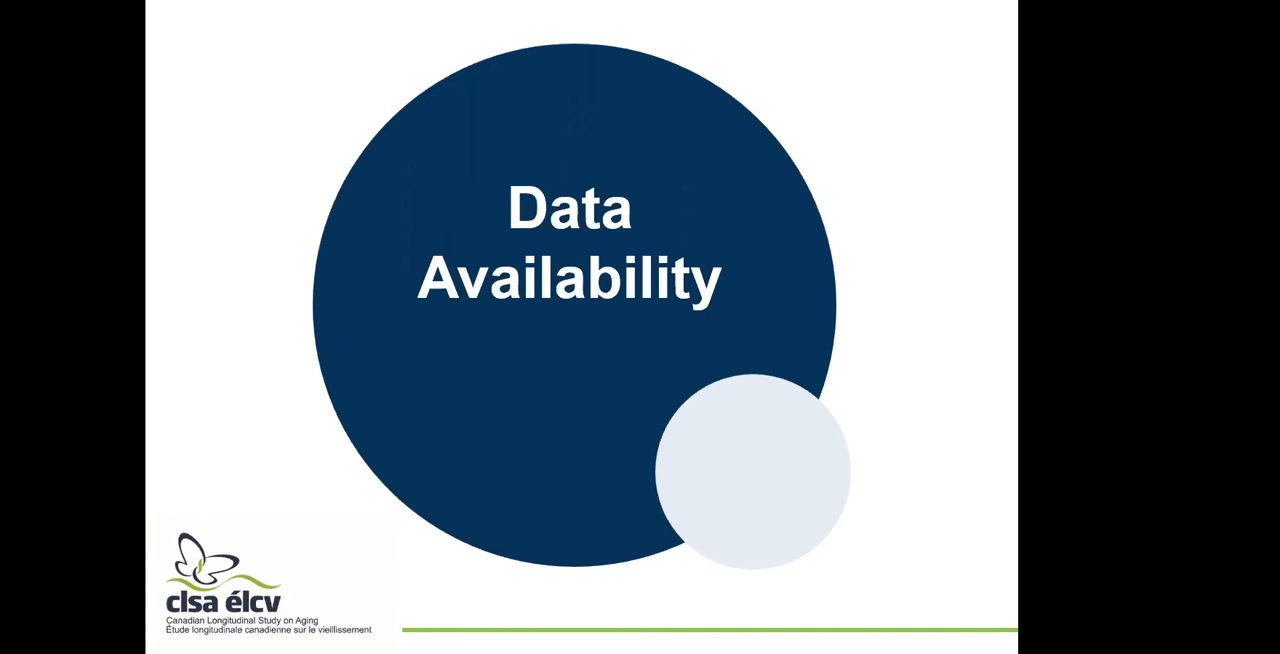 Data
Availability
clsa élcv
Canadian Longitudinal Study on Aging
Étude longitudinale canadienne sur le vieillissement